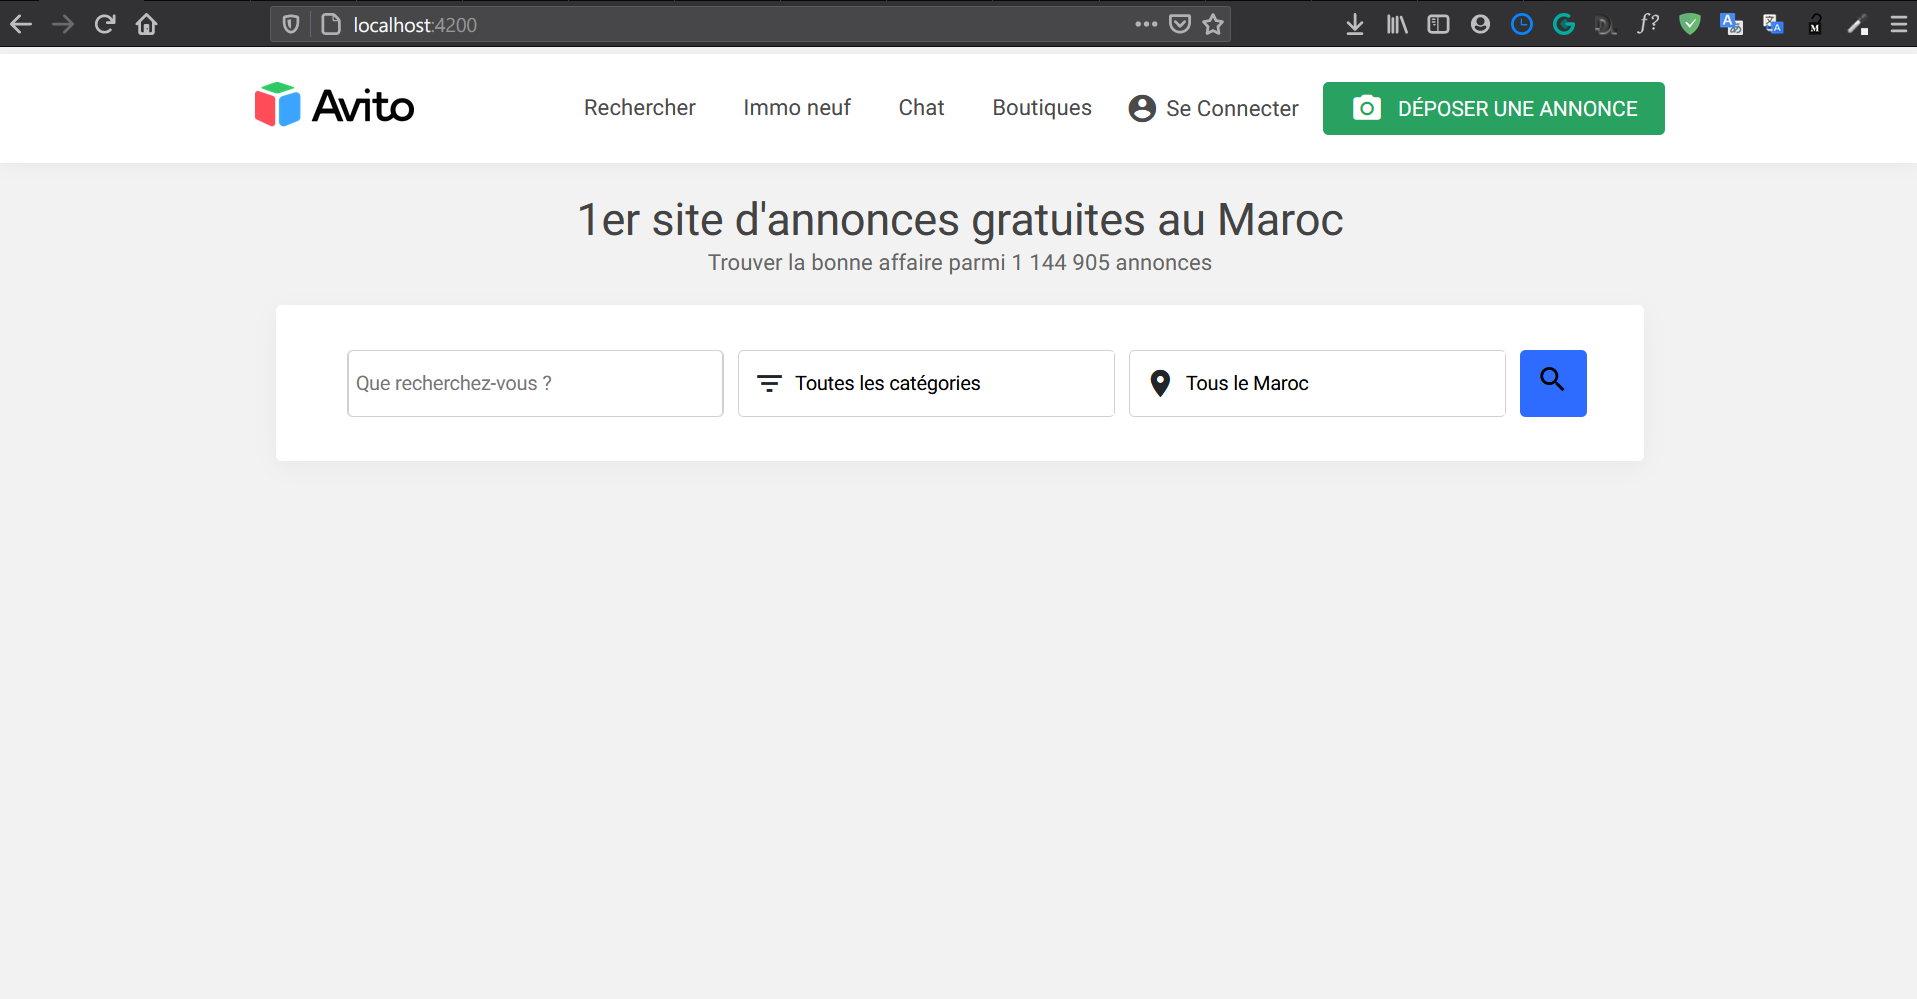 localhost:4200
Avito
Rechercher Immo neuf Chat Boutiques Se Connecter DÉPOSER UNE ANNONCE
1er site d'annonces gratuites au Maroc
Trouver la bonne affaire parmi 1 144 905 annonces
Que recherchez-vous ? Toutes les catégories Tous le Maroc